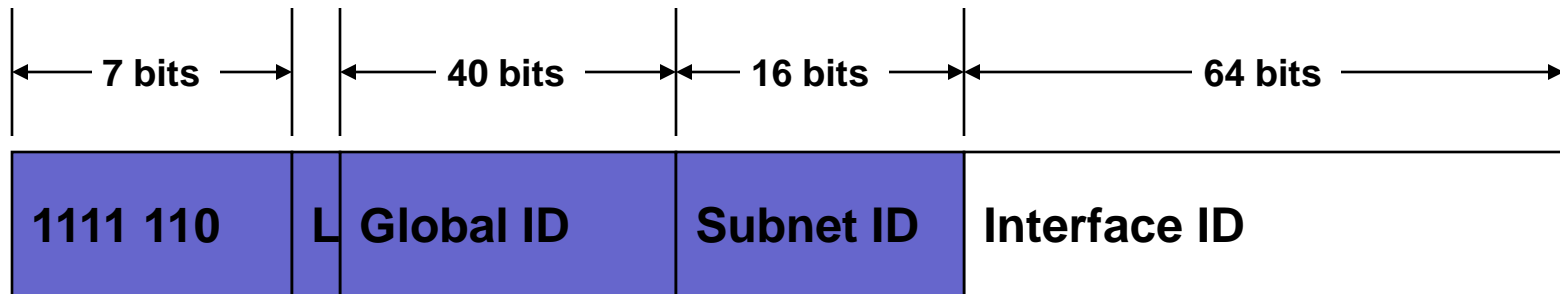 7 bits 40 bits 16 bits 64 bits
1111 110 L Global ID Subnet ID Interface ID